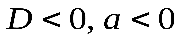 D < 0, a < 0